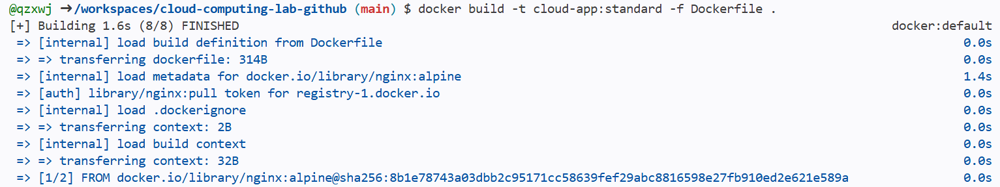 @qzxwj ➜/workspaces/cloud-computing-lab-github (main) $ docker build -t cloud-app:standard -f Dockerfile .
[+] Building 1.6s (8/8) FINISHED docker:default
=> [internal] load build definition from Dockerfile 0.0s
=> => transferring dockerfile: 314B 0.0s
=> [internal] load metadata for docker.io/library/nginx:alpine 1.4s
=> [auth] library/nginx:pull token for registry-1.docker.io 0.0s
=> [internal] load .dockerignore 0.0s
=> => transferring context: 2B 0.0s
=> [internal] load build context 0.0s
=> => transferring context: 32B 0.0s
=> [1/2] FROM docker.io/library/nginx:alpine@sha256:8b1e78743a03dbb2c95171cc58639fef29abc8816598e27fb910ed2e621e589a 0.0s